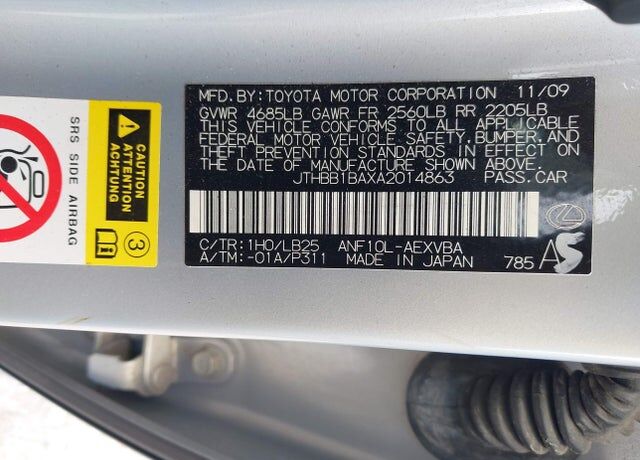 MFD. BY: TOYOTA MOTOR CORPORATION 11/09
GVWR 4685LB GAWR FR 2560LB RR 2205LB
THIS VEHICLE CONFORMS TO ALL APPLICABLE
FEDERAL MOTOR VEHICLE SAFETY, BUMPER, AND
THEFT PREVENTION STANDARDS IN EFFECT ON
THE DATE OF MANUFACTURE SHOWN ABOVE.
JTHBB1BAXA2014863 PASS.CAR
C/TR: 1H0/LB25 ANF10L-AEXVBA
A/TM: -01A/P311 MADE IN JAPAN 785
AS
SRS SIDE AIRBAG
CAUTION
ATTENTION
3